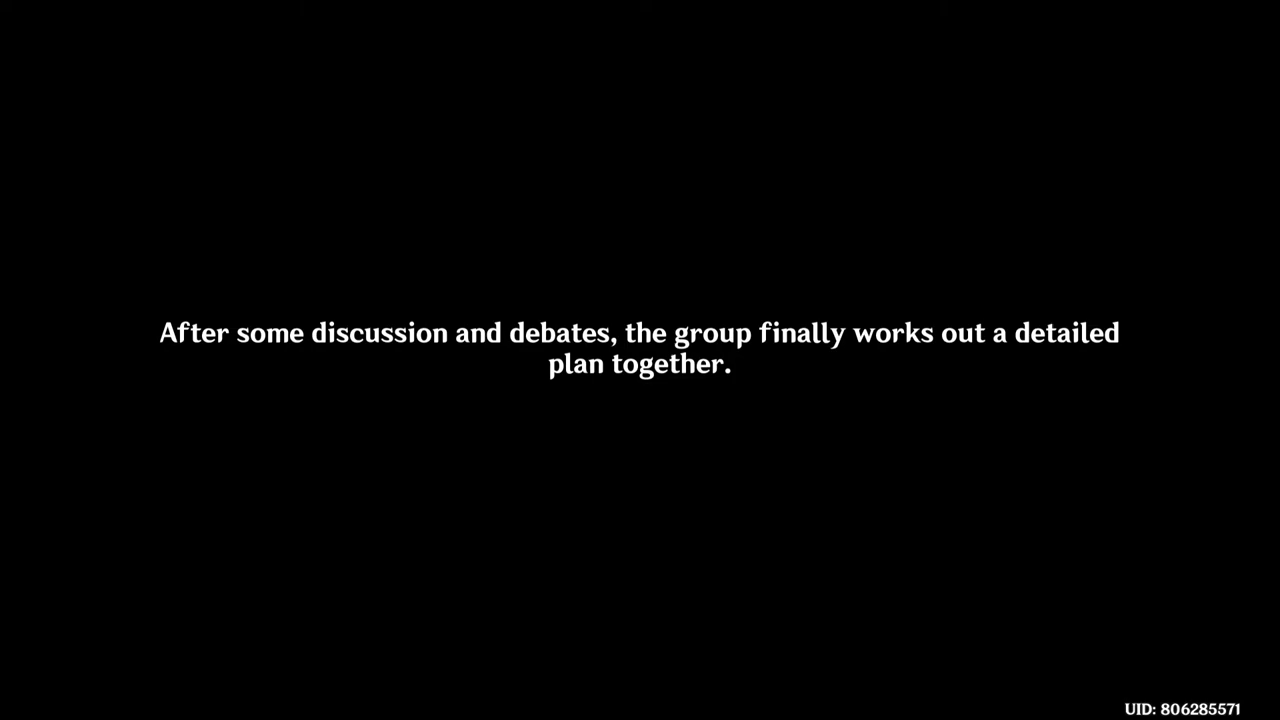 After some discussion and debates, the group finally works out a detailed
plan together.
UID: 806285571